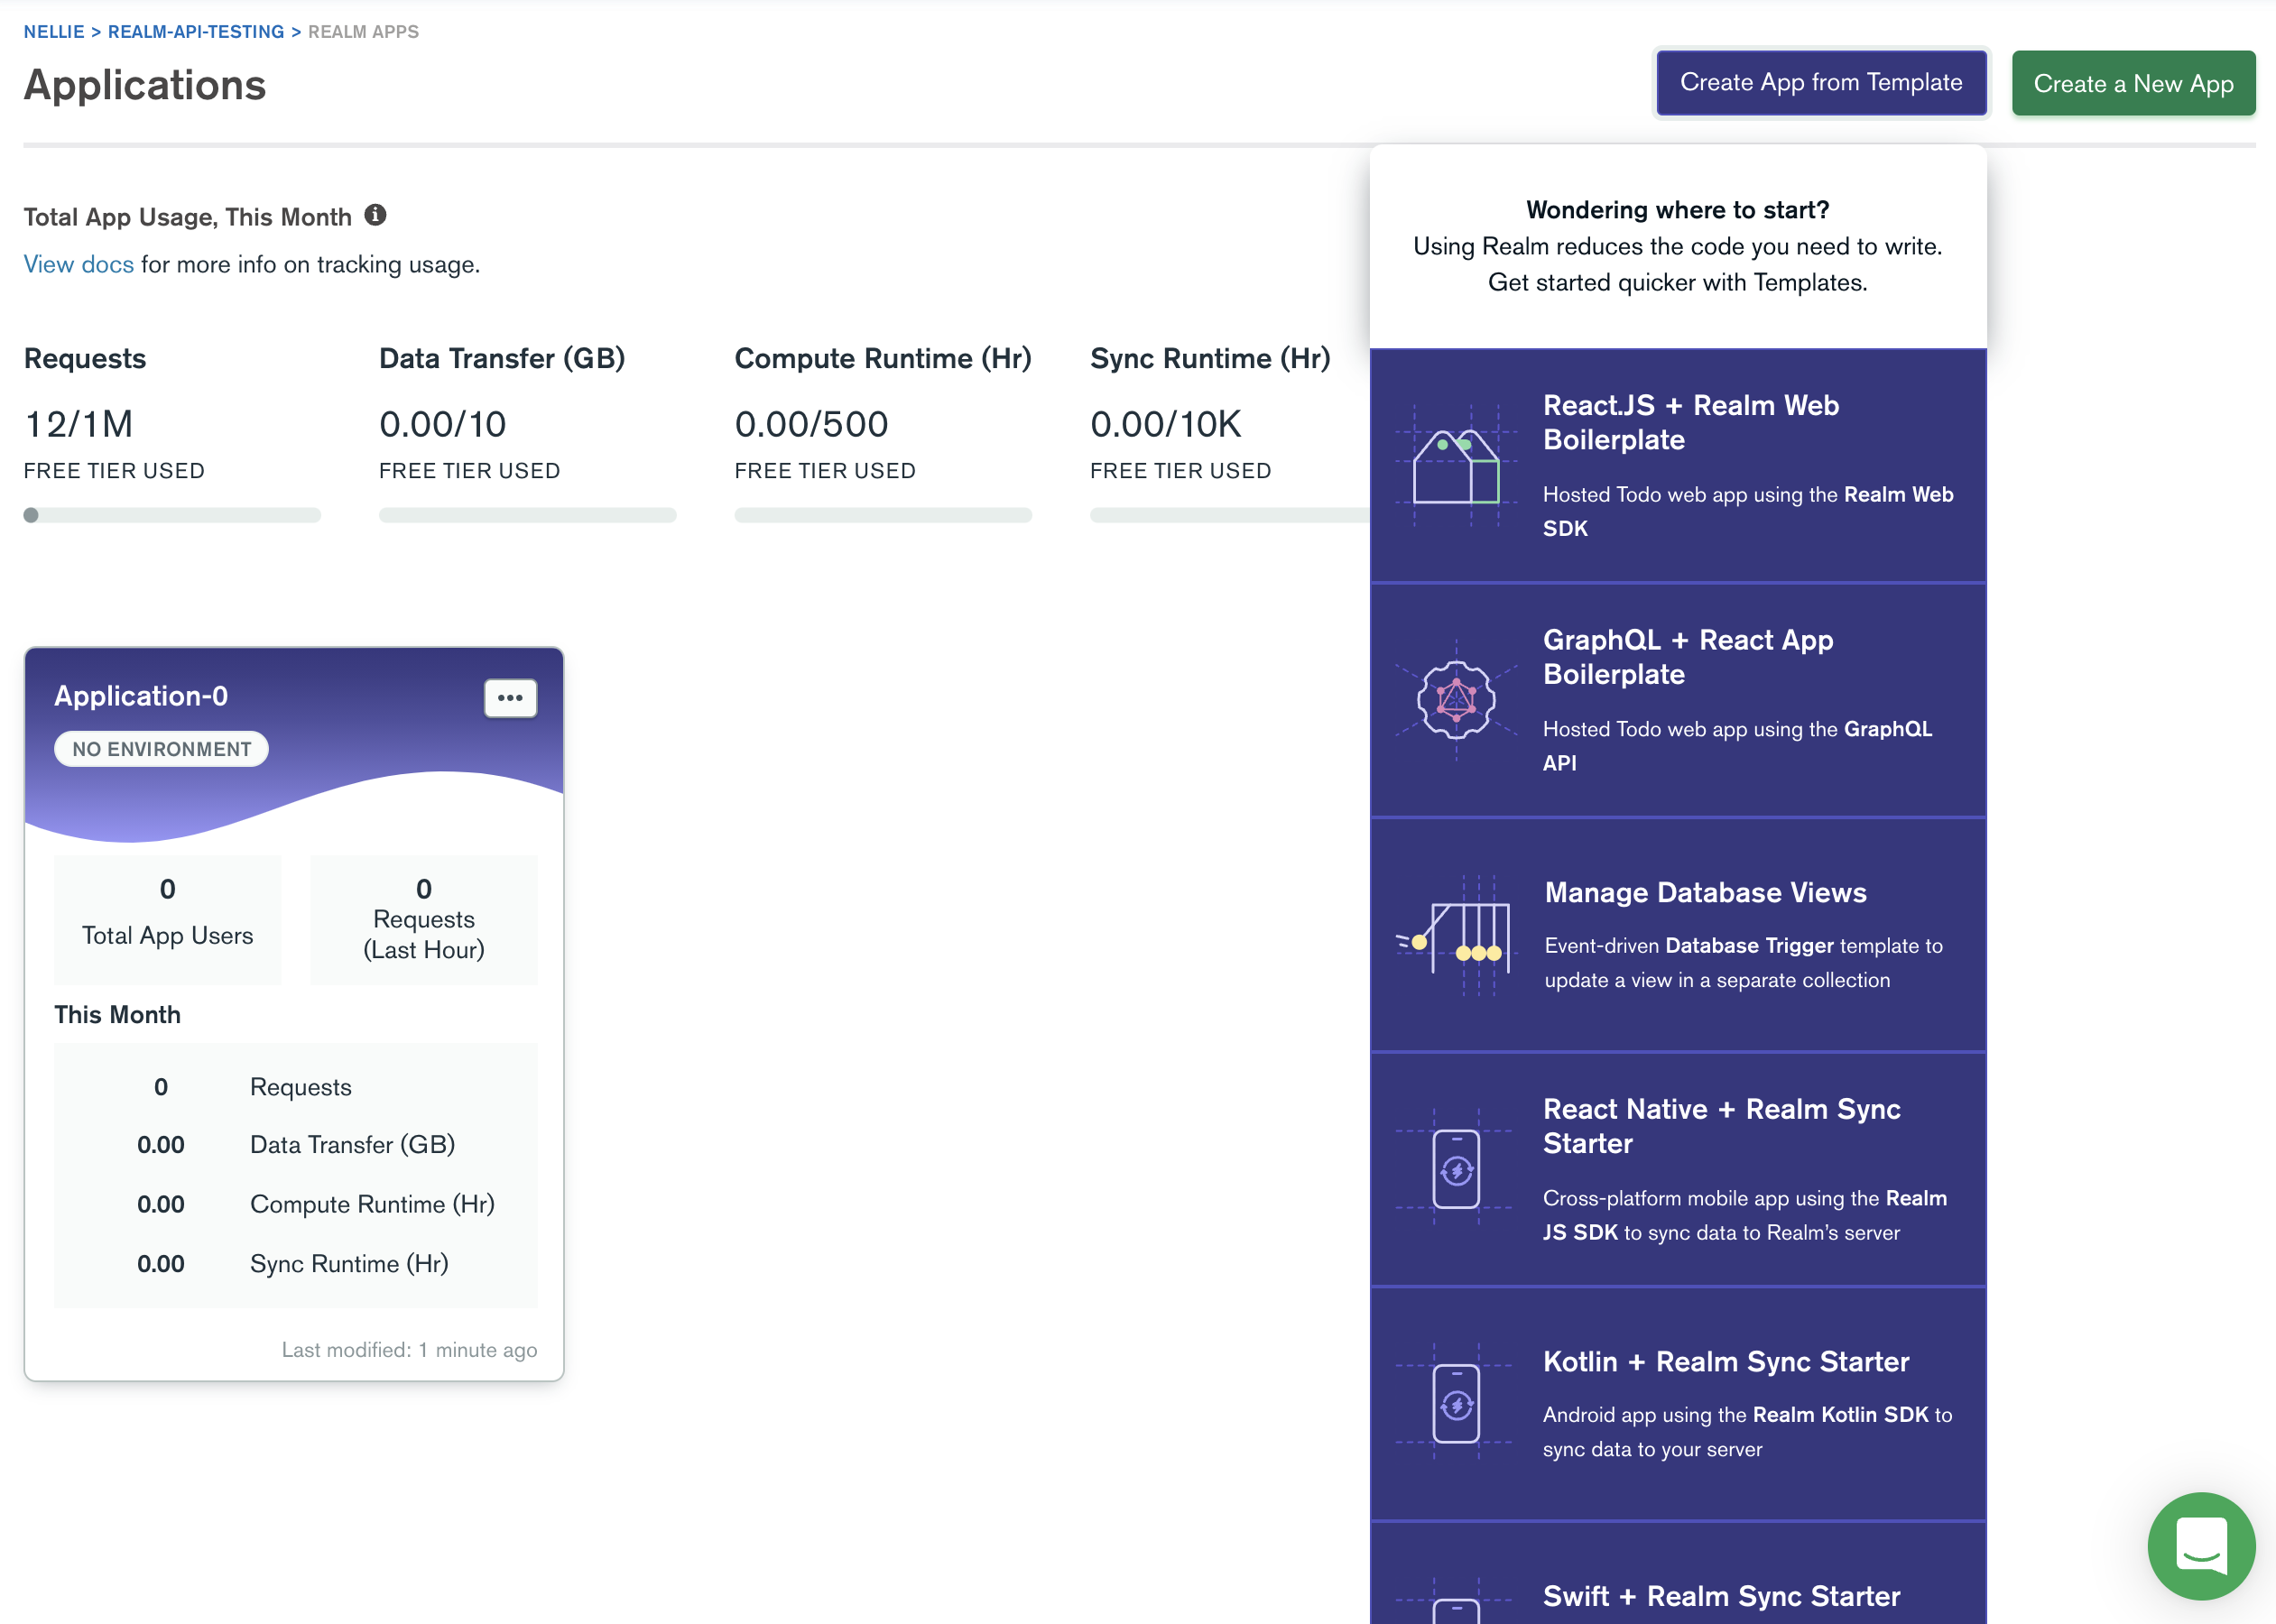 NELLIE > REALM-API-TESTING > REALM APPS
Applications
Create App from Template
Create a New App
Total App Usage, This Month
View docs for more info on tracking usage.
Requests
12/1M
FREE TIER USED
Data Transfer (GB)
0.00/10
FREE TIER USED
Compute Runtime (Hr)
0.00/500
FREE TIER USED
Sync Runtime (Hr)
0.00/10K
FREE TIER USED
Application-0
NO ENVIRONMENT
0
Total App Users
0
Requests
(Last Hour)
This Month
0 Requests
0.00 Data Transfer (GB)
0.00 Compute Runtime (Hr)
0.00 Sync Runtime (Hr)
Last modified: 1 minute ago
Wondering where to start?
Using Realm reduces the code you need to write.
Get started quicker with Templates.
React.JS + Realm Web
Boilerplate
Hosted Todo web app using the Realm Web
SDK
GraphQL + React App
Boilerplate
Hosted Todo web app using the GraphQL
API
Manage Database Views
Event-driven Database Trigger template to
update a view in a separate collection
React Native + Realm Sync
Starter
Cross-platform mobile app using the Realm
JS SDK to sync data to Realm’s server
Kotlin + Realm Sync Starter
Android app using the Realm Kotlin SDK to
sync data to your server
Swift + Realm Sync Starter